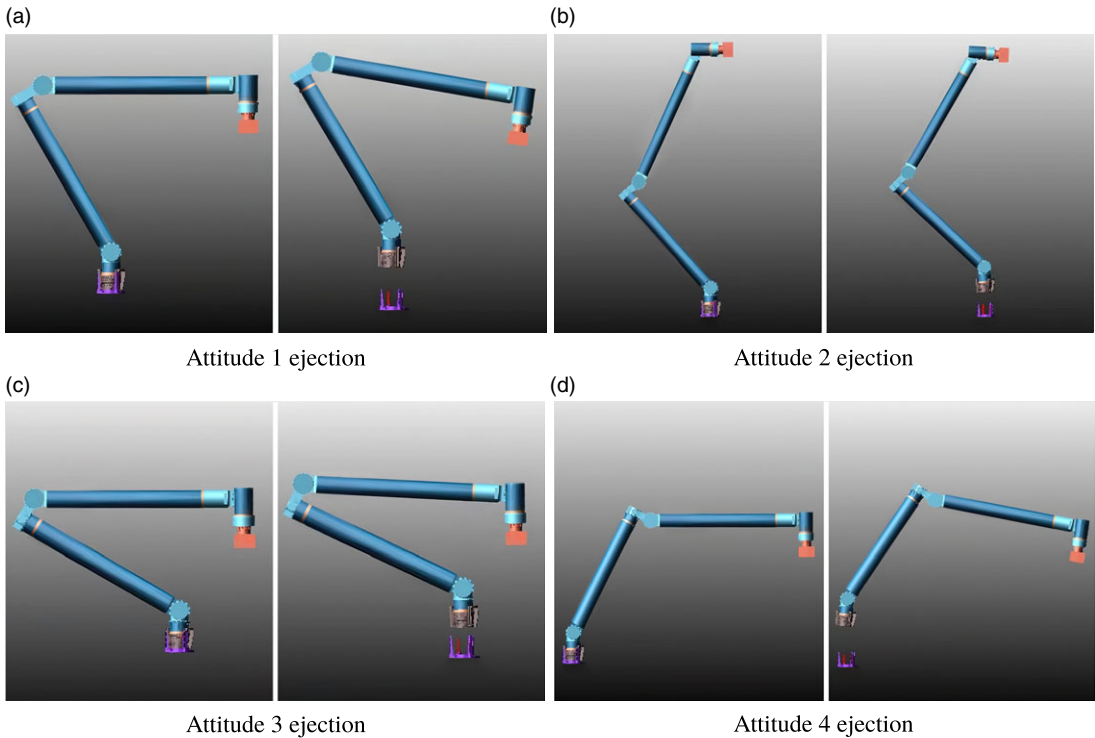 (a)
(b)
Attitude 1 ejection
Attitude 2 ejection
(c)
(d)
Attitude 3 ejection
Attitude 4 ejection